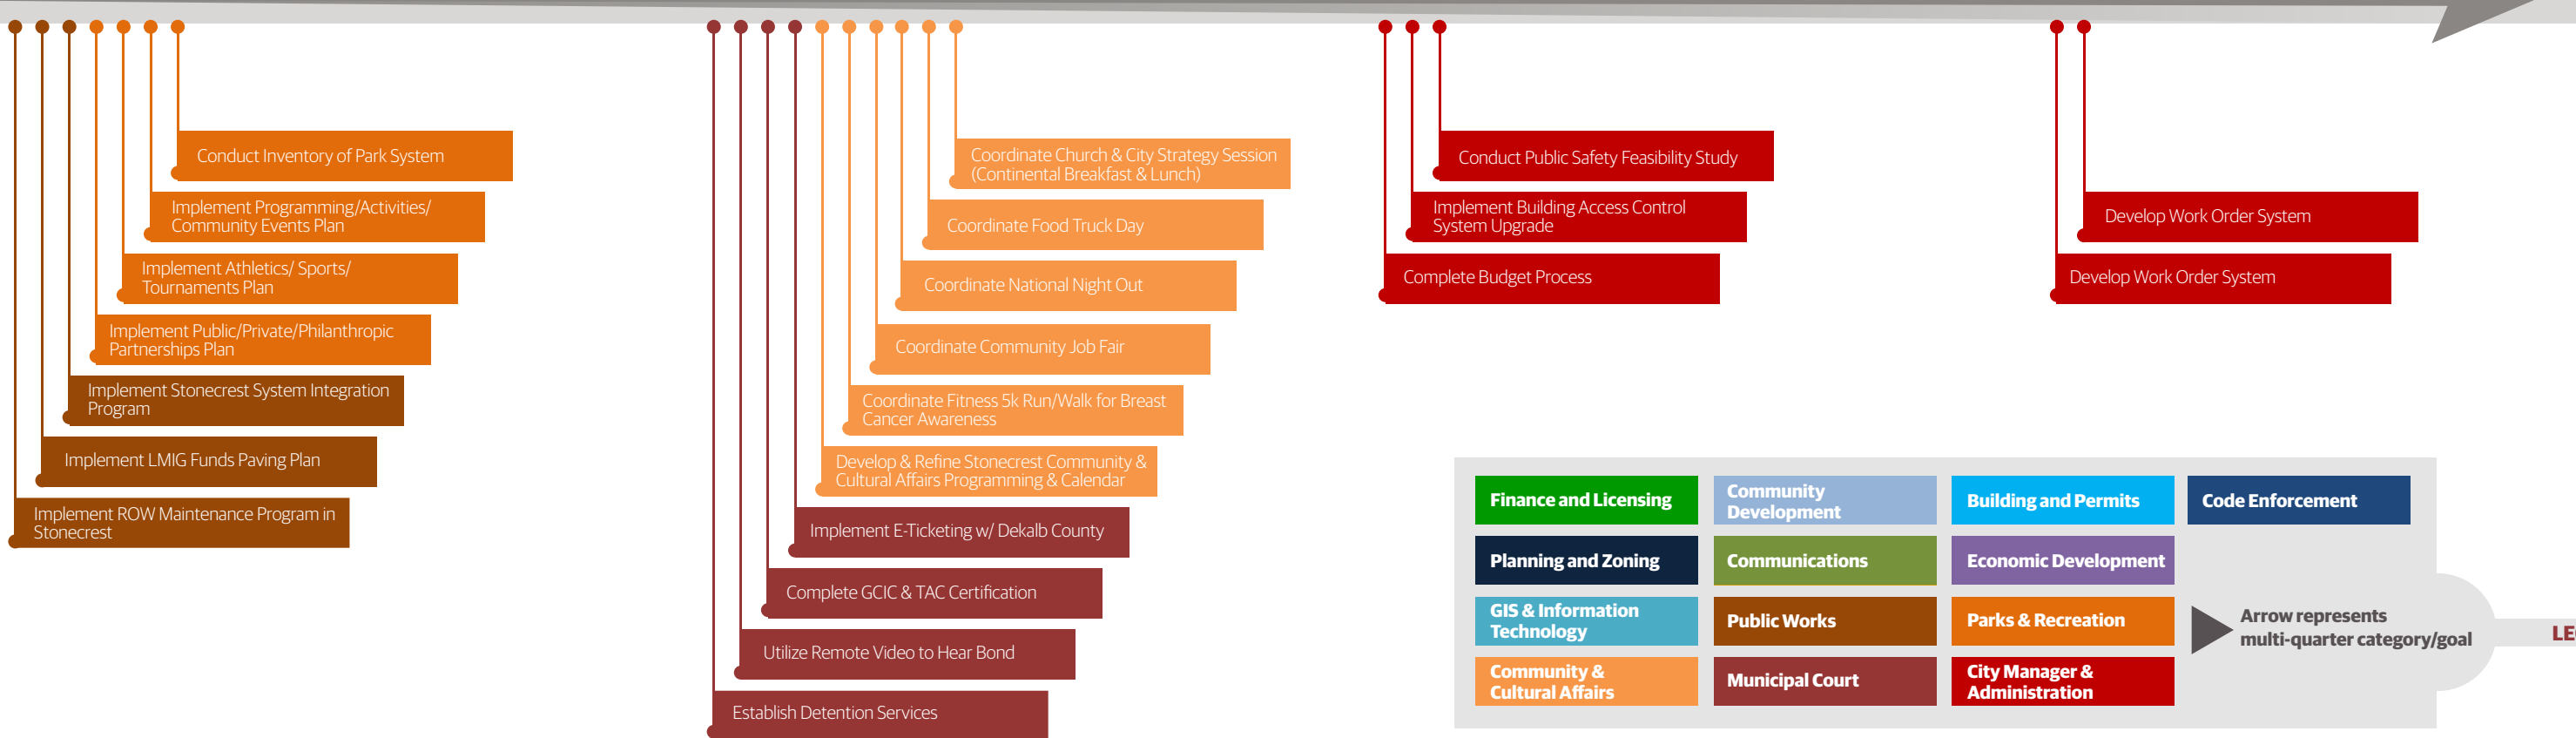 Conduct Inventory of Park System
Implement Programming/Activities/
Community Events Plan
Implement Athletics/ Sports/
Tournaments Plan
Implement Public/Private/Philanthropic
Partnerships Plan
Implement Stonecrest System Integration
Program
Implement LMIG Funds Paving Plan
Implement ROW Maintenance Program in
Stonecrest
Coordinate Church & City Strategy Session
(Continental Breakfast & Lunch)
Coordinate Food Truck Day
Coordinate National Night Out
Coordinate Community Job Fair
Coordinate Fitness 5k Run/Walk for Breast
Cancer Awareness
Develop & Refine Stonecrest Community &
Cultural Affairs Programming & Calendar
Implement E-Ticketing w/ Dekalb County
Complete GCIC & TAC Certification
Utilize Remote Video to Hear Bond
Establish Detention Services
Conduct Public Safety Feasibility Study
Implement Building Access Control
System Upgrade
Complete Budget Process
Develop Work Order System
Develop Work Order System
Finance and Licensing
Community
Development
Building and Permits
Code Enforcement
Planning and Zoning
Communications
Economic Development
GIS & Information
Technology
Public Works
Parks & Recreation
Community &
Cultural Affairs
Municipal Court
City Manager &
Administration
Arrow represents
multi-quarter category/goal